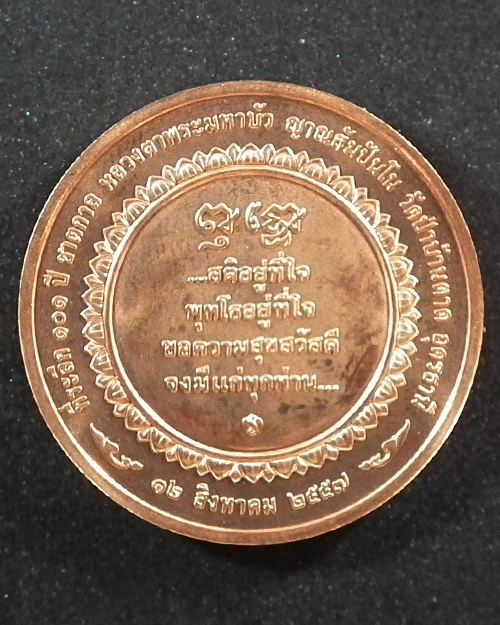 ที่ระลึก ๑๐๑ ปี ชาตกาล หลวงตาพระมหาบัว ญาณสัมปันโน วัดป่าบ้านตาด อุดรธานี
...สติอยู่ที่ใจ
พุทโธอยู่ที่ใจ
ขอความสุขสวัสดี
จงมีแก่ทุกท่าน...
๑๒ สิงหาคม ๒๕๕๗